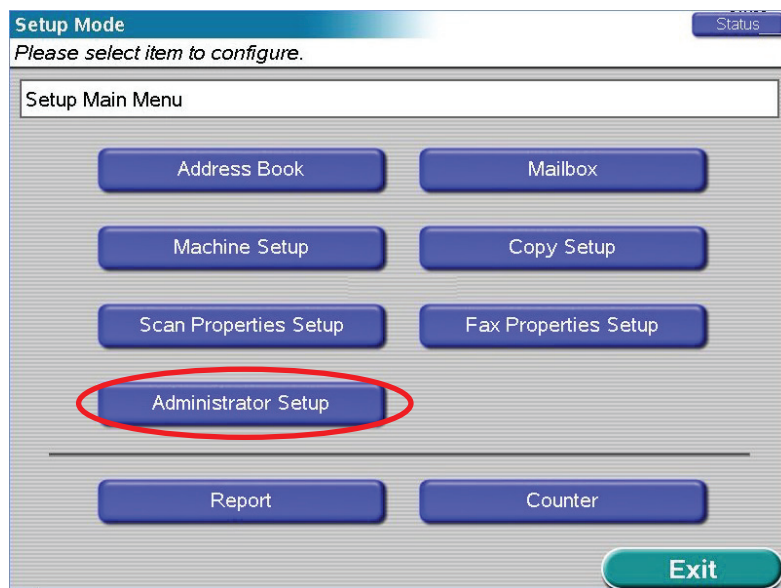 Setup Mode
Status
Please select item to configure.
Setup Main Menu
Address Book
Mailbox
Machine Setup
Copy Setup
Scan Properties Setup
Fax Properties Setup
Administrator Setup
Report
Counter
Exit